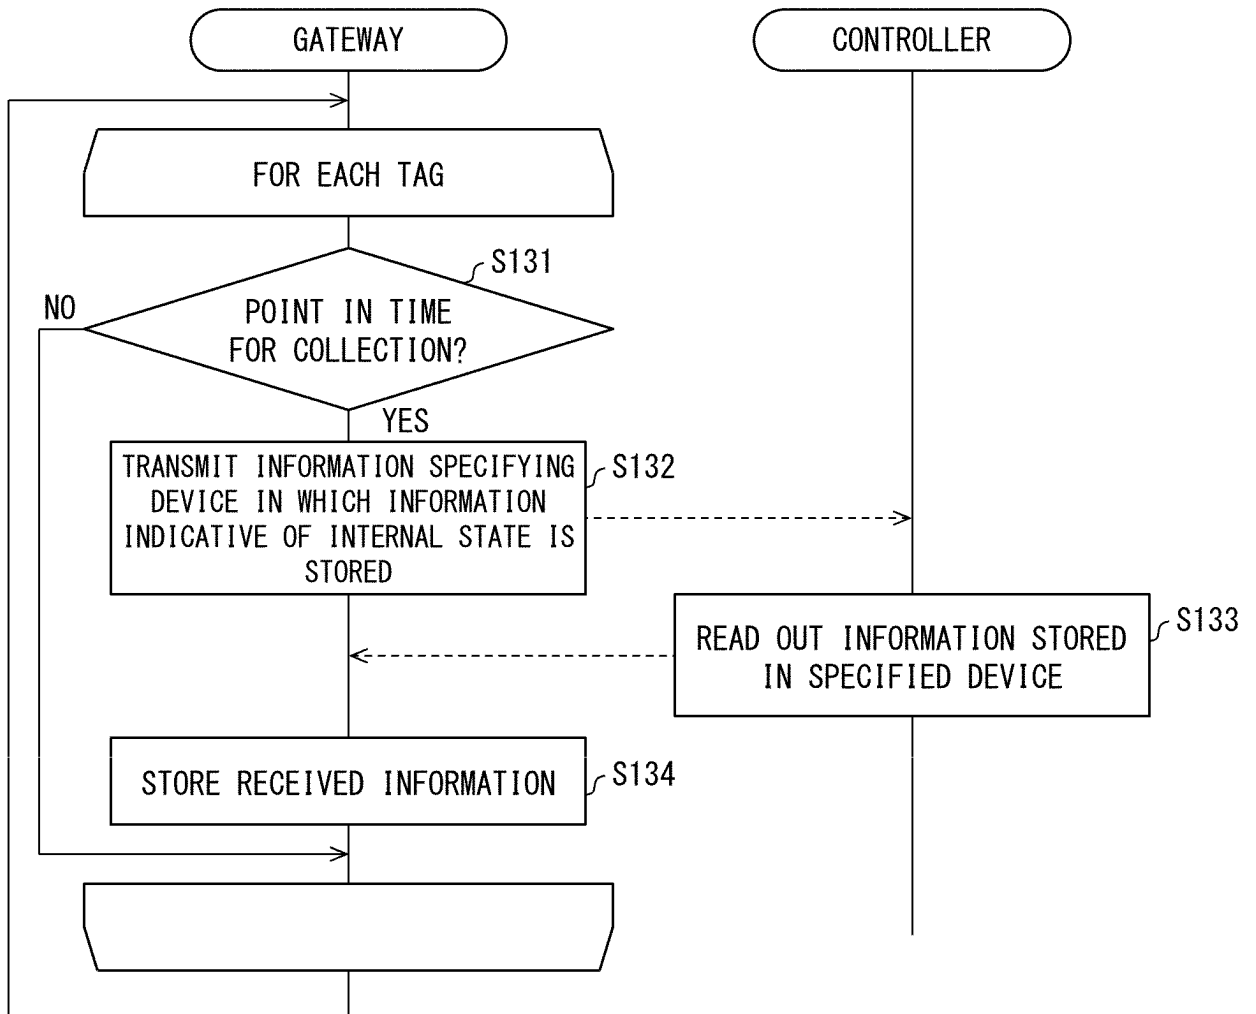 GATEWAY
CONTROLLER
FOR EACH TAG
S131
NO
POINT IN TIME
FOR COLLECTION?
YES
TRANSMIT INFORMATION SPECIFYING
DEVICE IN WHICH INFORMATION
INDICATIVE OF INTERNAL STATE IS
STORED
S132
READ OUT INFORMATION STORED
IN SPECIFIED DEVICE
S133
STORE RECEIVED INFORMATION
S134